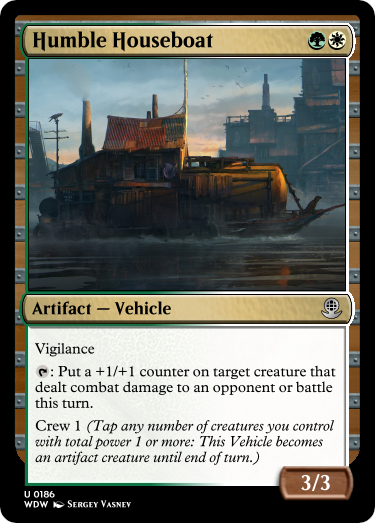 Humble Houseboat
Artifact — Vehicle
Vigilance
: Put a +1/+1 counter on target creature that
dealt combat damage to an opponent or battle
this turn.
Crew 1 (Tap any number of creatures you control
with total power 1 or more: This Vehicle becomes
an artifact creature until end of turn.)
3/3
U 0186
WDW Sergey Vasnev